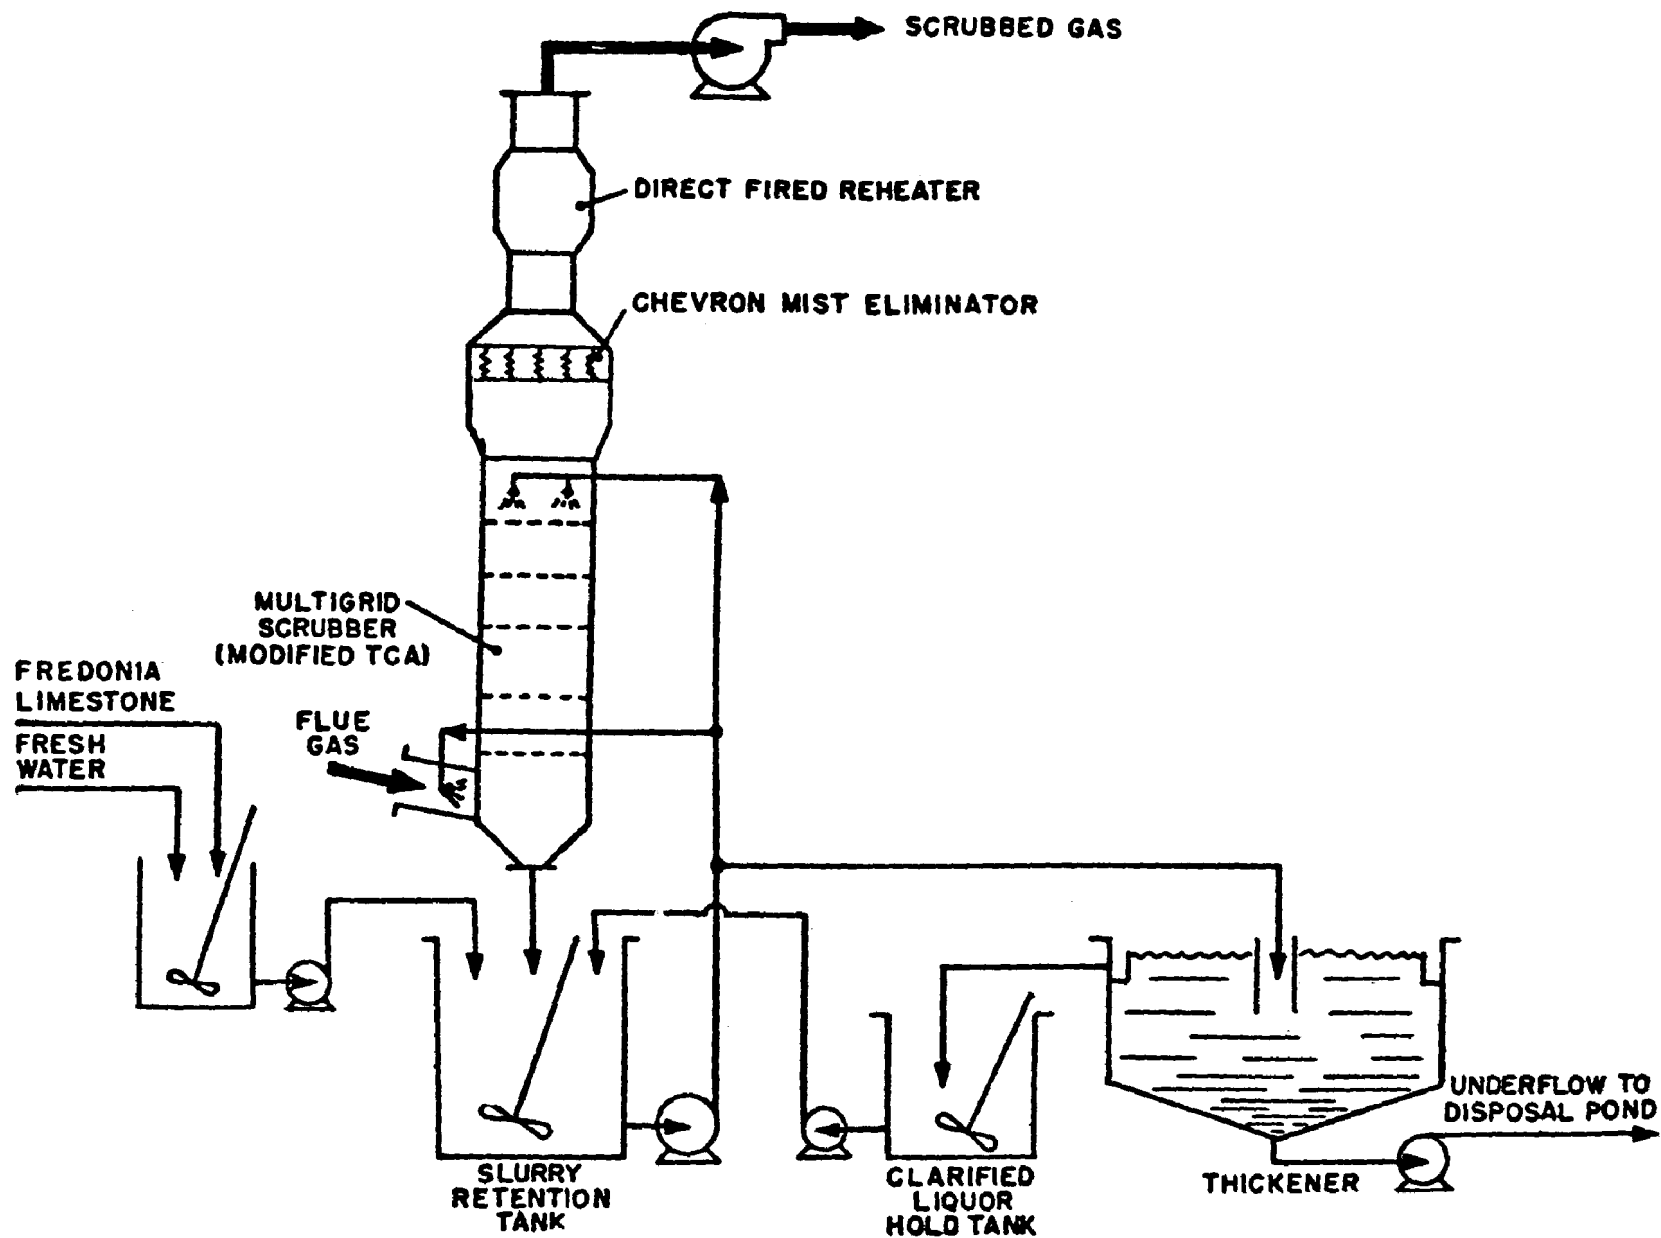 SCRUBBED GAS
DIRECT FIRED REHEATER
CHEVRON MIST ELIMINATOR
MULTIGRID
SCRUBBER
(MODIFIED TCA)
FREDONIA
LIMESTONE
FRESH
WATER
FLUE
GAS
SLURRY
RETENTION
TANK
CLARIFIED
LIQUOR
HOLD TANK
THICKENER
UNDERFLOW TO
DISPOSAL POND